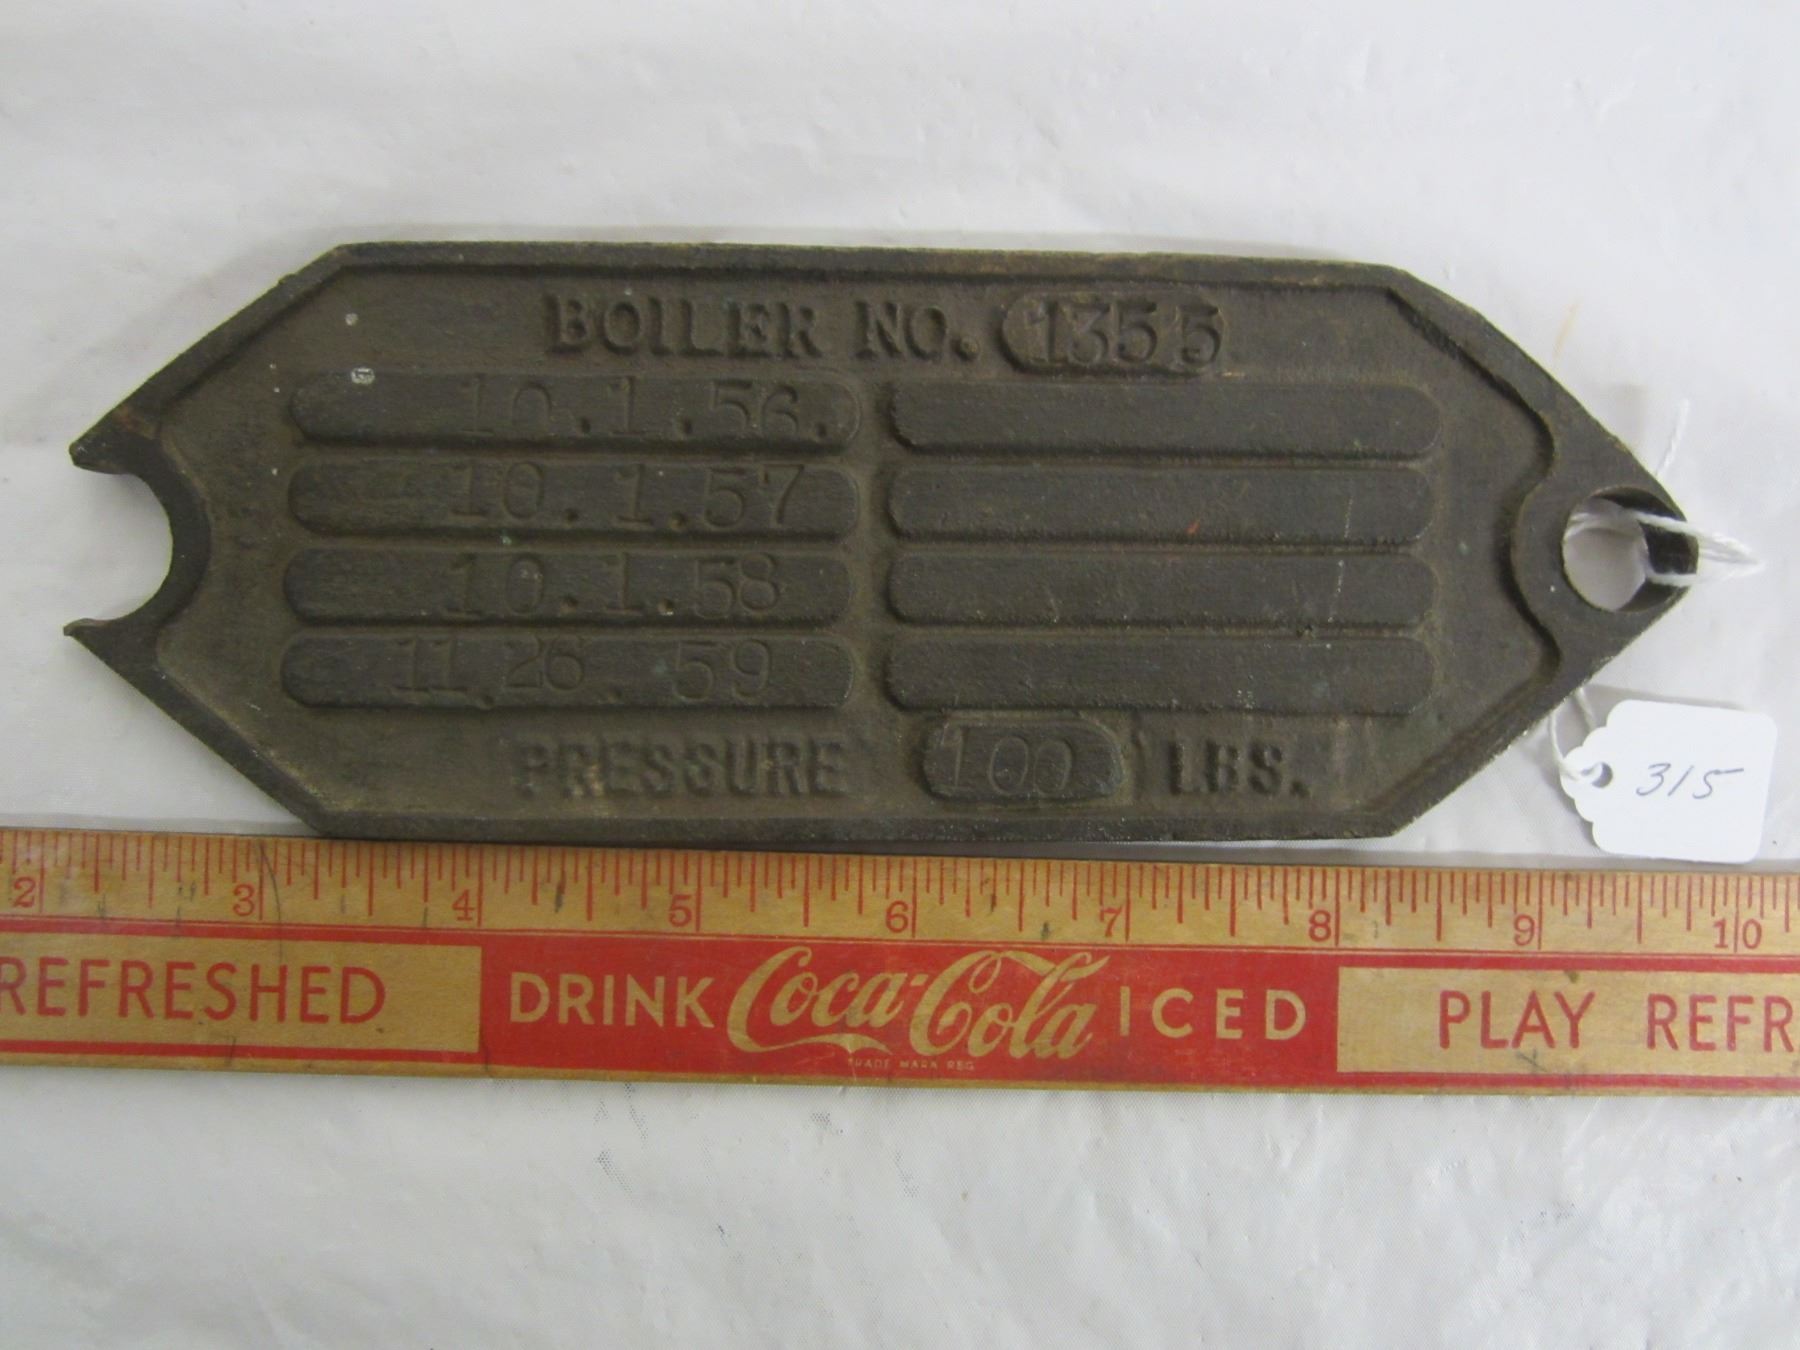 BOILER NO. 1355
10.1.56.
10.1.57
10.1.58
11.26.59
PRESSURE 100 LBS.
315
2 3 4 5 6 7 8 9 10
REFRESHED DRINK Coca-Cola ICED PLAY REFR
TRADE MARK REG